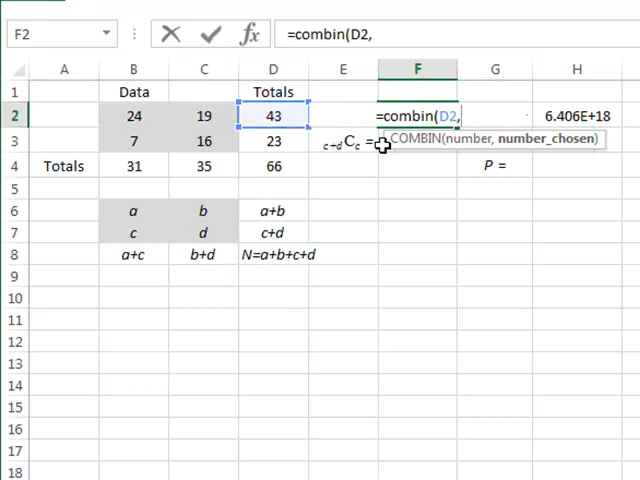 F2 =combin(D2,
A B C D E F G H
1 Data Totals
2 24 19 43 =combin(D2, 6.406E+18
3 7 16 23 c+dCc = COMBIN(number, number_chosen)
4 Totals 31 35 66 P =
5
6 a b a+b
7 c d c+d
8 a+c b+d N=a+b+c+d
9
10
11
12
13
14
15
16
17
18